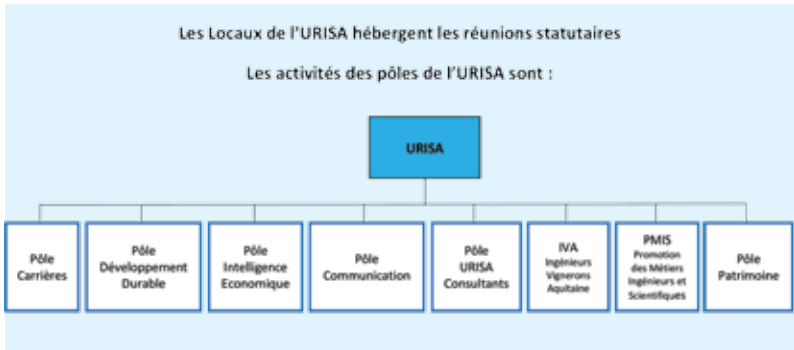 Les Locaux de l'URISA hébergent les réunions statutaires
Les activités des pôles de l'URISA sont :
URISA
Pôle
Carrières
Pôle
Développement
Durable
Pôle
Intelligence
Economique
Pôle
Communication
Pôle
URISA
Consultants
IVA
Ingénieurs
Vignerons
Aquitaine
PMIS
Promotion
des Métiers
Ingénieurs et
Scientifiques
Pôle
Patrimoine